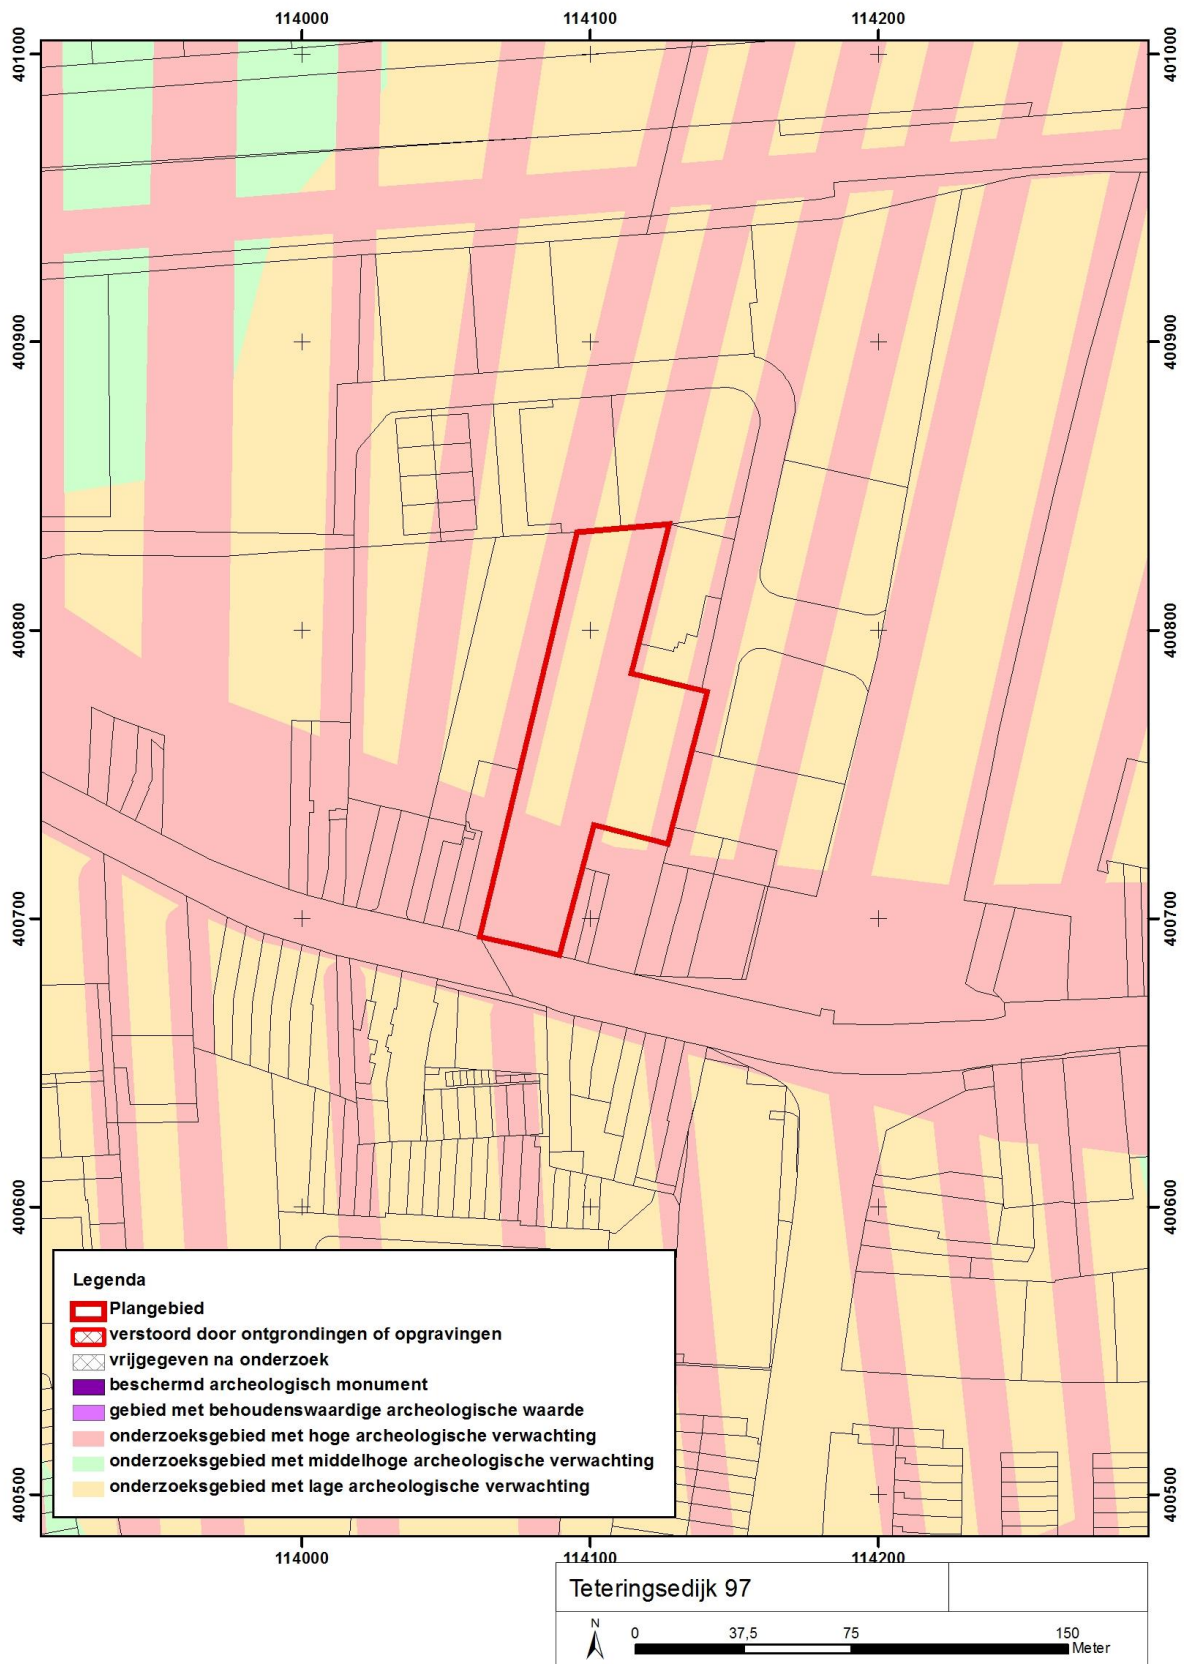 114000 114100 114200
401000 401000
400900 400900
400800 400800
400700 400700
400600 400600
400500 400500
Legenda
Plangebied
verstoord door ontgrondingen of opgravingen
vrijgegeven na onderzoek
beschermd archeologisch monument
gebied met behoudenswaardige archeologische waarde
onderzoeksgebied met hoge archeologische verwachting
onderzoeksgebied met middelhoge archeologische verwachting
onderzoeksgebied met lage archeologische verwachting
114000 114100 114200
Teteringsedijk 97
N
0 37,5 75 150
Meter